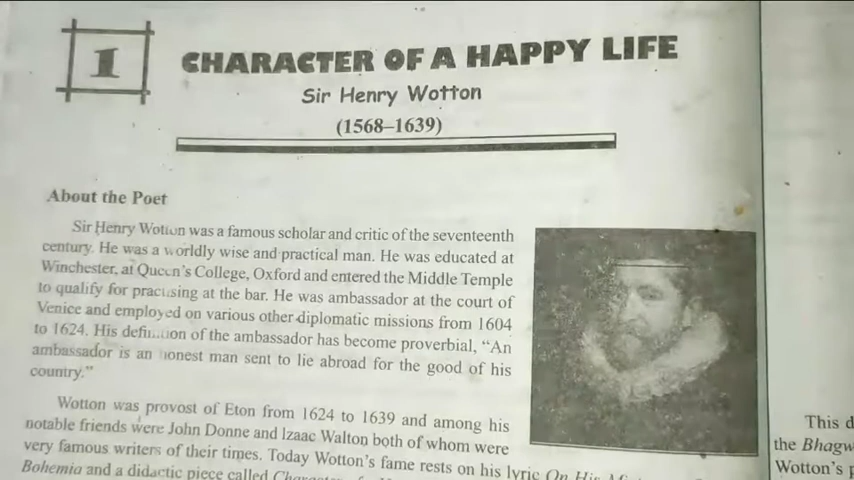 1
CHARACTER OF A HAPPY LIFE
Sir Henry Wotton
(1568–1639)
About the Poet
Sir Henry Wotton was a famous scholar and critic of the seventeenth
century. He was a worldly wise and practical man. He was educated at
Winchester, at Queen's College, Oxford and entered the Middle Temple
to qualify for practising at the bar. He was ambassador at the court of
Venice and employed on various other diplomatic missions from 1604
to 1624. His definition of the ambassador has become proverbial, “An
ambassador is an honest man sent to lie abroad for the good of his
country.”
Wotton was provost of Eton from 1624 to 1639 and among his
notable friends were John Donne and Izaac Walton both of whom were
very famous writers of their times. Today Wotton's fame rests on his lyric On His
Bohemia and a didactic piece called
This d
the Bhagw
Wotton's p